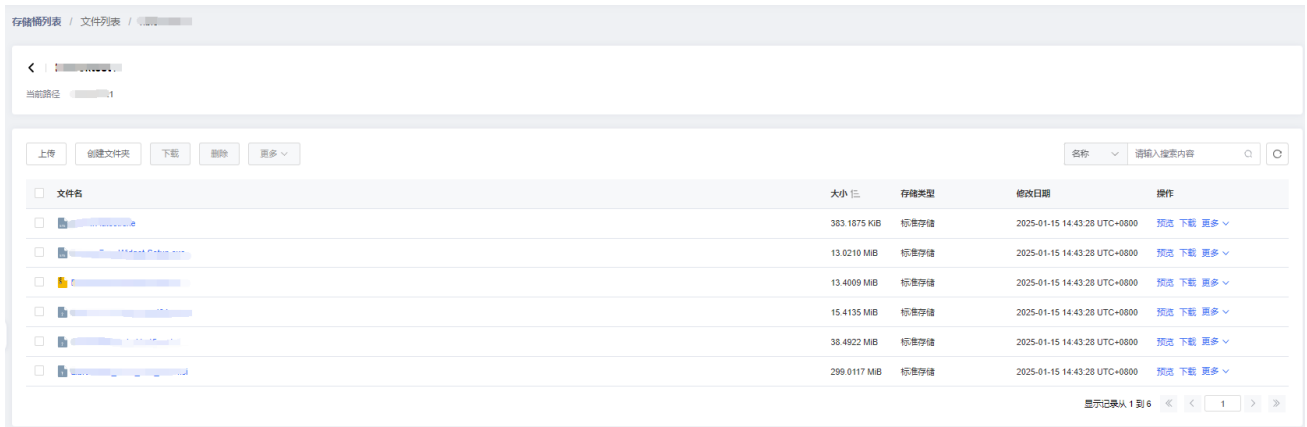 存储桶列表 / 文件列表 /
当前路径
上传 创建文件夹 下载 删除 更多 名称 请输入搜索内容
文件名 大小 存储类型 修改日期 操作
383.1875 KiB 标准存储 2025-01-15 14:43:28 UTC+0800 预览 下载 更多
13.0210 MiB 标准存储 2025-01-15 14:43:28 UTC+0800 预览 下载 更多
13.4009 MiB 标准存储 2025-01-15 14:43:28 UTC+0800 预览 下载 更多
15.4135 MiB 标准存储 2025-01-15 14:43:28 UTC+0800 预览 下载 更多
38.4922 MiB 标准存储 2025-01-15 14:43:28 UTC+0800 预览 下载 更多
299.0117 MiB 标准存储 2025-01-15 14:43:28 UTC+0800 预览 下载 更多
显示记录从 1 到 6 1